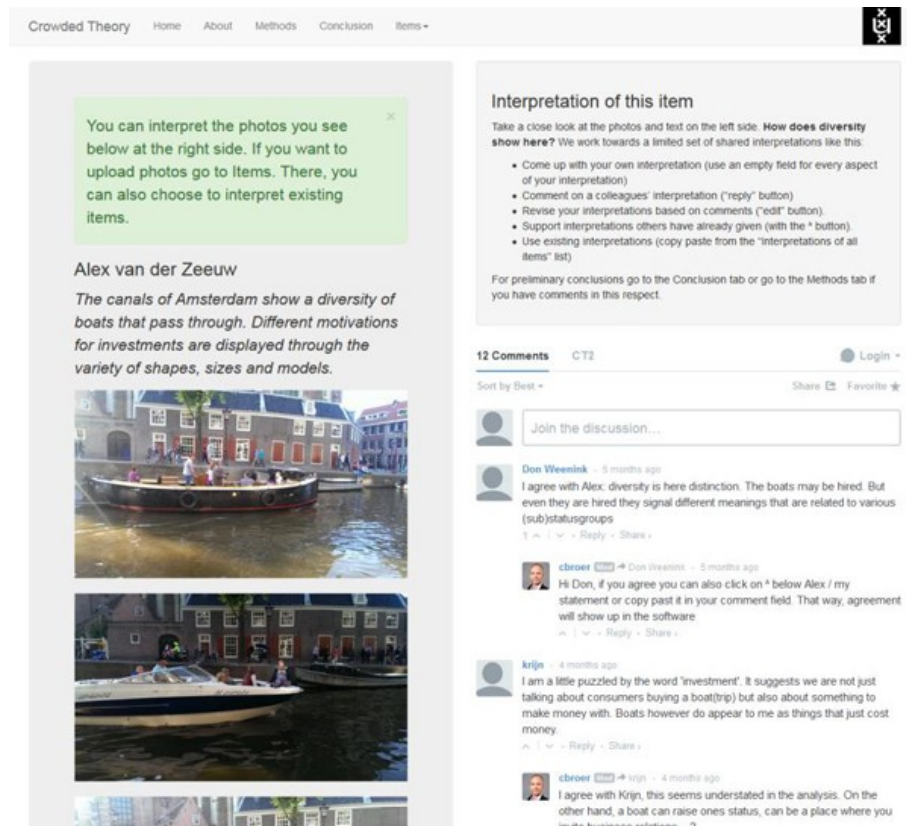 Crowded Theory Home About Methods Conclusion Items
You can interpret the photos you see
below at the right side. If you want to
upload photos go to Items. There, you
can also choose to interpret existing
items.
×
Alex van der Zeeuw
The canals of Amsterdam show a diversity of
boats that pass through. Different motivations
for investments are displayed through the
variety of shapes, sizes and models.
Interpretation of this item
Take a close look at the photos and text on the left side. How does diversity
show here? We work towards a limited set of shared interpretations like this:
• Come up with your own interpretation (use an empty field for every aspect
of your interpretation)
• Comment on a colleagues' interpretation ("reply" button)
• Revise your interpretations based on comments ("edit" button).
• Support interpretations others have already given (with the ^ button).
• Use existing interpretations (copy paste from the "Interpretations of all
items" list)
For preliminary conclusions go to the Conclusion tab or go to the Methods tab if
you have comments in this respect.
12 Comments CT2 Login
Sort by Best Share Favorite ★
Join the discussion...
Don Weenink - 5 months ago
I agree with Alex: diversity is here distinction. The boats may be hired. But
even they are hired they signal different meanings that are related to various
(sub)statusgroups
1 ^ | v • Reply • Share ›
cbroer Mod → Don Weenink - 5 months ago
Hi Don, if you agree you can also click on ^ below Alex / my
statement or copy past it in your comment field. That way, agreement
will show up in the software
^ | v • Reply • Share ›
krijn - 4 months ago
I am a little puzzled by the word 'investment'. It suggests we are not just
talking about consumers buying a boat(trip) but also about something to
make money with. Boats however do appear to me as things that just cost
money.
^ | v • Reply • Share ›
cbroer Mod → krijn - 4 months ago
I agree with Krijn, this seems understated in the analysis. On the
other hand, a boat can raise ones status, can be a place where you
invite business relations